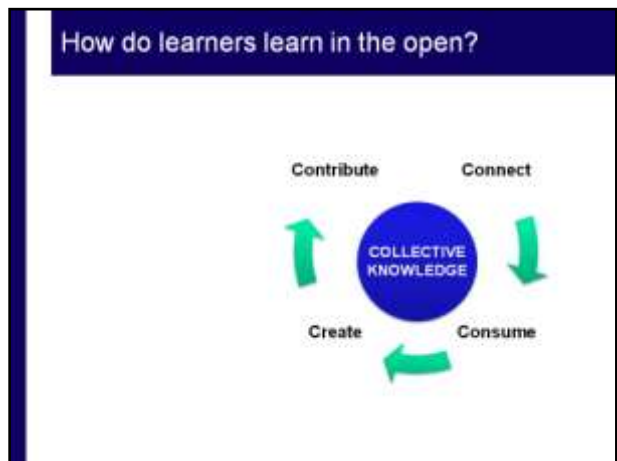 How do learners learn in the open?
Contribute
Connect
COLLECTIVE
KNOWLEDGE
Create
Consume